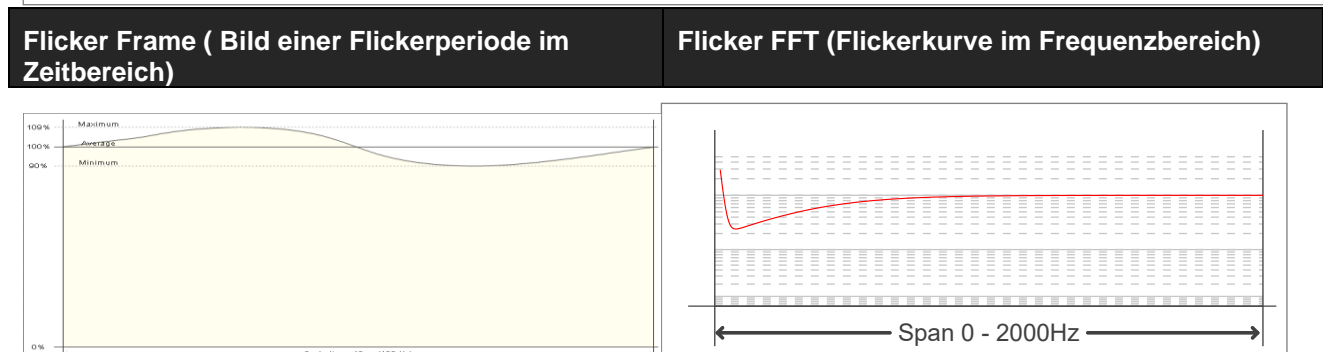 Flicker Frame ( Bild einer Flickerperiode im
Zeitbereich)
Flicker FFT (Flickerkurve im Frequenzbereich)
109%
Maximum
100%
Average
90%
Minimum
0%
Span 0 - 2000Hz